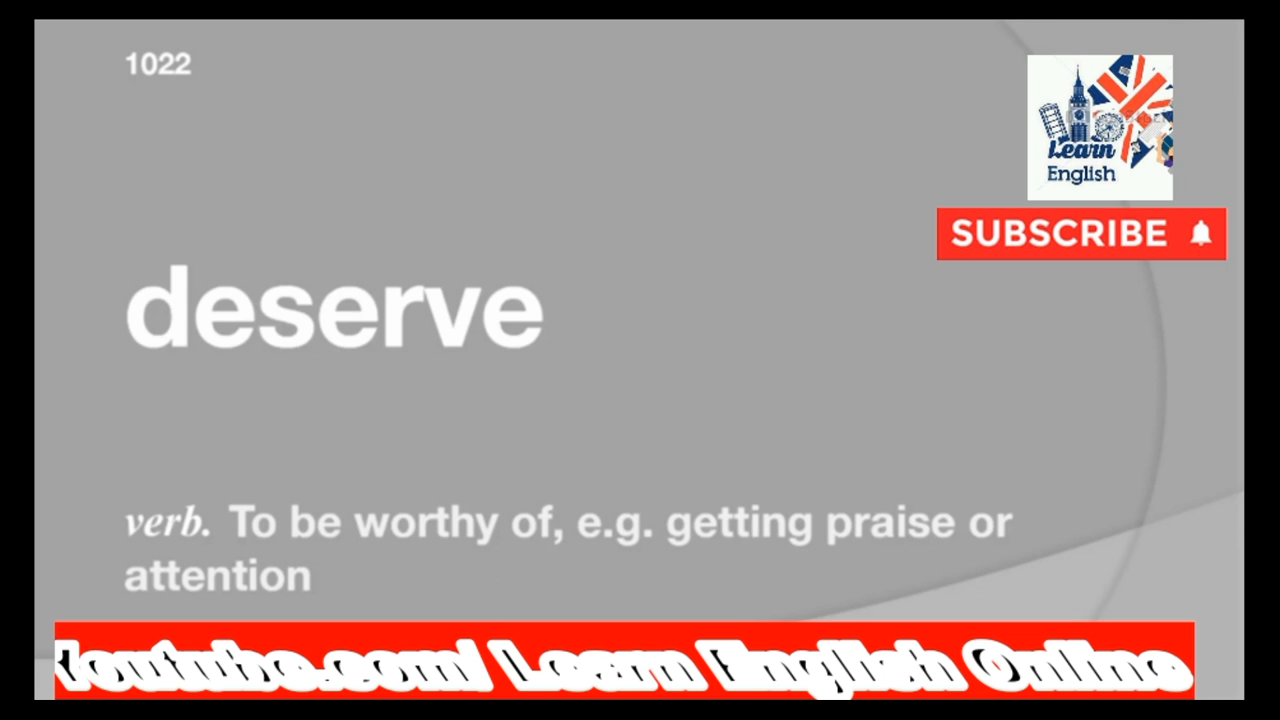 1022
Learn
English
SUBSCRIBE
deserve
verb. To be worthy of, e.g. getting praise or
attention
Youtube.com/ Learn English Online